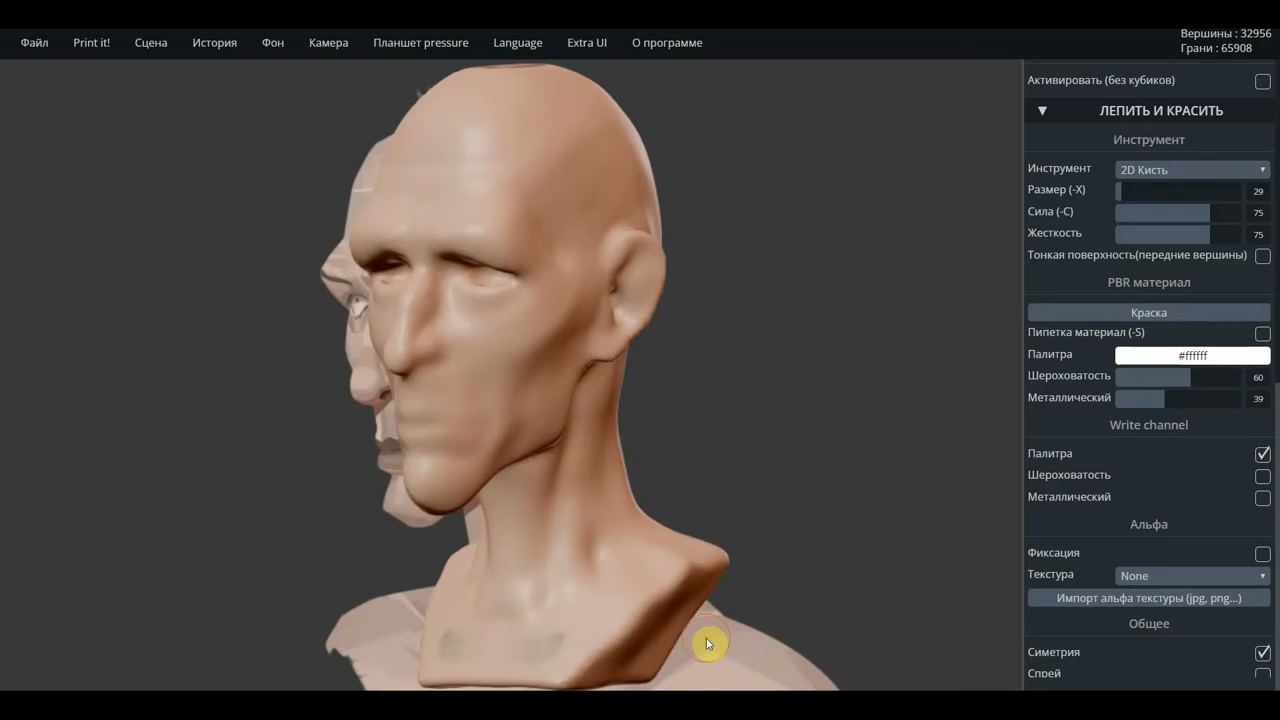 Файл Print it! Сцена История Фон Камера Планшет pressure Language Extra UI О программе
Вершины : 32956
Грани : 65908
Активировать (без кубиков)
▼ ЛЕПИТЬ И КРАСИТЬ
Инструмент
Инструмент 2D Кисть
Размер (-X) 29
Сила (-C) 75
Жесткость 75
Тонкая поверхность(передние вершины)
PBR материал
Краска
Пипетка материал (-S)
Палитра #ffffff
Шероховатость 60
Металлический 39
Write channel
Палитра
Шероховатость
Металлический
Альфа
Фиксация
Текстура None
Импорт альфа текстуры (jpg, png...)
Общее
Симетрия
Спрей